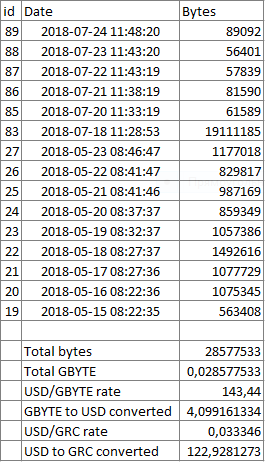 id Date Bytes
89 2018-07-24 11:48:20 89092
88 2018-07-23 11:43:20 56401
87 2018-07-22 11:43:19 57839
86 2018-07-21 11:38:19 81590
85 2018-07-20 11:33:19 61589
83 2018-07-18 11:28:53 19111185
27 2018-05-23 08:46:47 1177018
26 2018-05-22 08:41:47 829817
25 2018-05-21 08:41:46 987169
24 2018-05-20 08:37:37 859349
23 2018-05-19 08:32:37 1057386
22 2018-05-18 08:27:37 1492616
21 2018-05-17 08:27:36 1077729
20 2018-05-16 08:22:36 1075345
19 2018-05-15 08:22:35 563408
Total bytes 28577533
Total GBYTE 0,028577533
USD/GBYTE rate 143,44
GBYTE to USD converted 4,099161334
USD/GRC rate 0,033346
USD to GRC converted 122,9281273